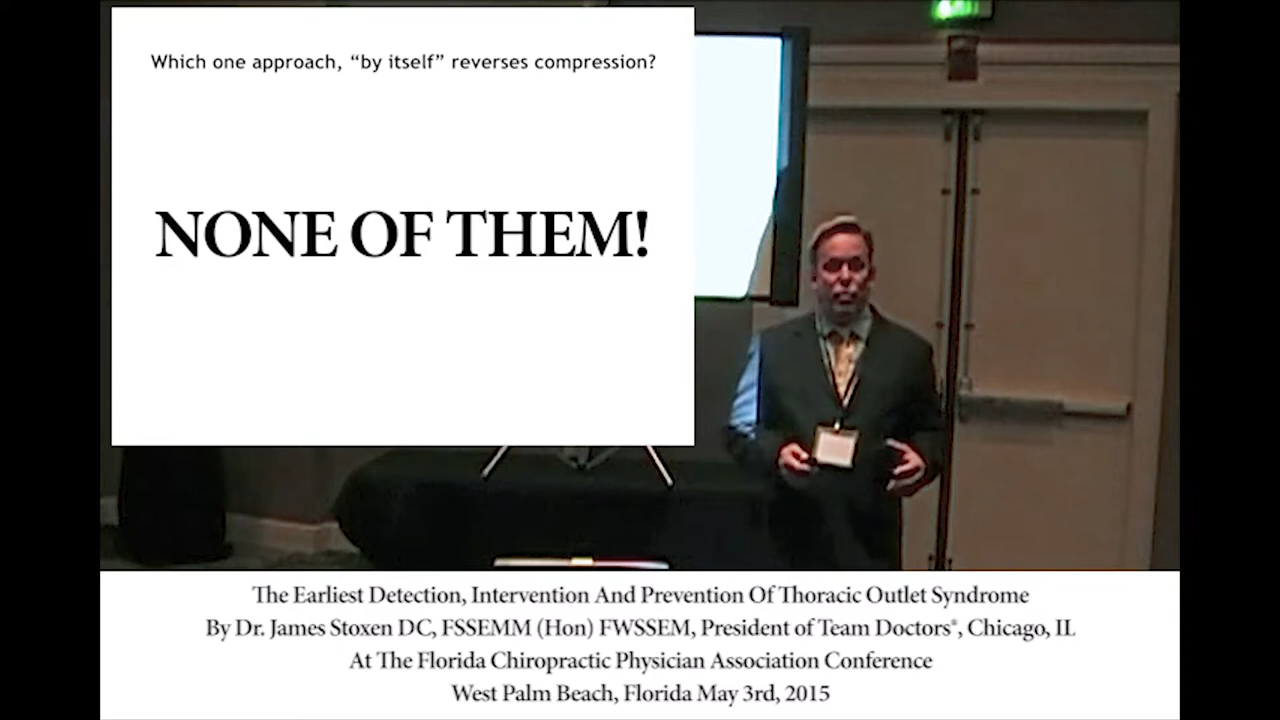 Which one approach, “by itself” reverses compression?
NONE OF THEM!
The Earliest Detection, Intervention And Prevention Of Thoracic Outlet Syndrome
By Dr. James Stoxen DC, FSSEMM (Hon) FWSSEM, President of Team Doctors®, Chicago, IL
At The Florida Chiropractic Physician Association Conference
West Palm Beach, Florida May 3rd, 2015